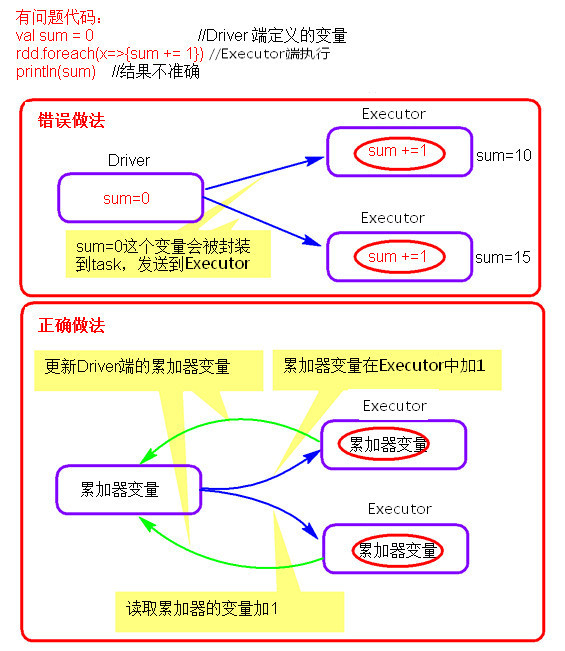 有问题代码：
val sum = 0 //Driver 端定义的变量
rdd.foreach(x=>{sum += 1}) //Executor端执行
println(sum) //结果不准确
错误做法
Executor
sum +=1
sum=10
Driver
sum=0
Executor
sum +=1
sum=15
sum=0这个变量会被封装
到task，发送到Executor
正确做法
更新Driver端的累加器变量
累加器变量在Executor中加1
Executor
累加器变量
累加器变量
Executor
累加器变量
读取累加器的变量加1